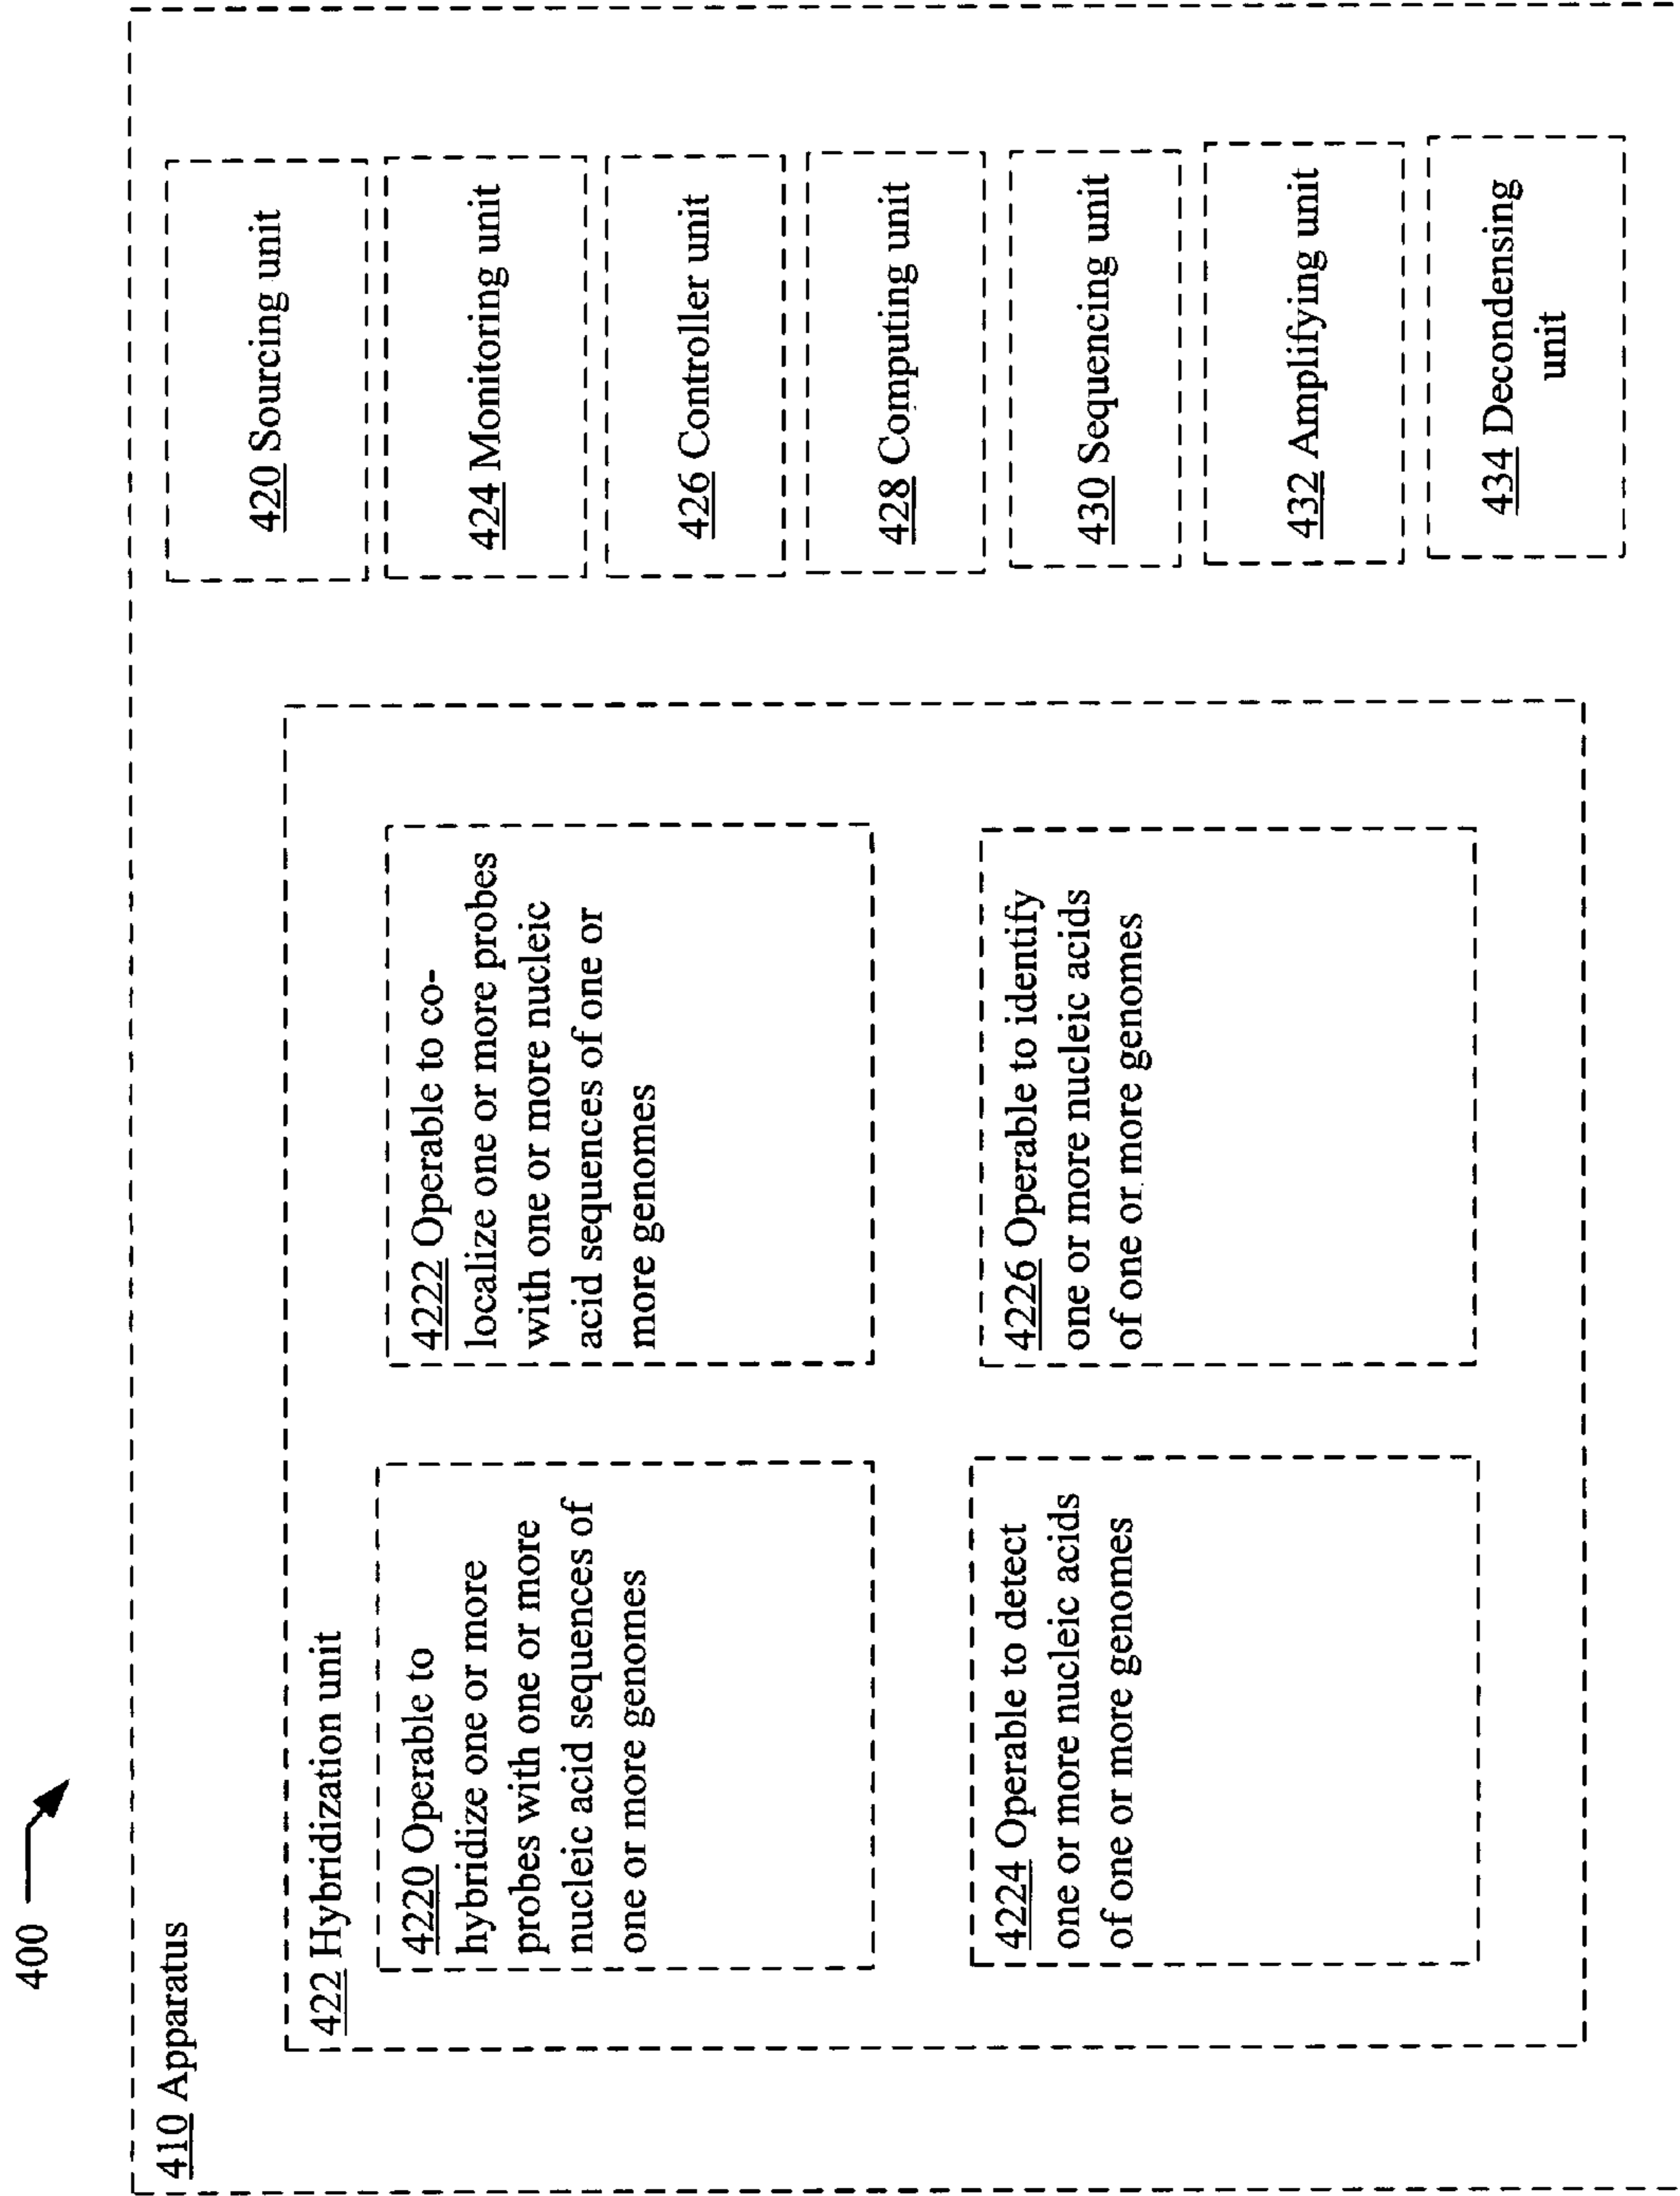 400
410 Apparatus
422 Hybridization unit
4220 Operable to
hybridize one or more
probes with one or more
nucleic acid sequences of
one or more genomes
4222 Operable to co-
localize one or more probes
with one or more nucleic
acid sequences of one or
more genomes
4224 Operable to detect
one or more nucleic acids
of one or more genomes
4226 Operable to identify
one or more nucleic acids
of one or more genomes
420 Sourcing unit
424 Monitoring unit
426 Controller unit
428 Computing unit
430 Sequencing unit
432 Amplifying unit
434 Decondensing
unit